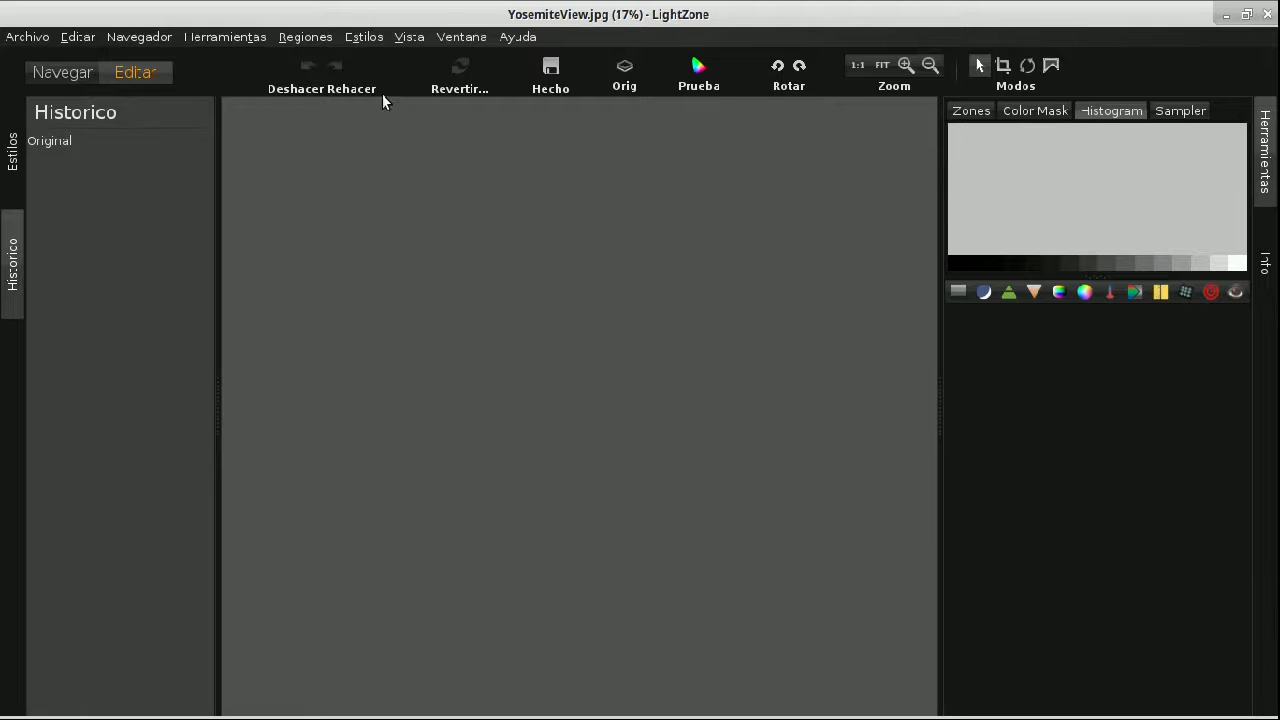 YosemiteView.jpg (17%) - LightZone
Archivo Editar Navegador Herramientas Regiones Estilos Vista Ventana Ayuda
Navegar Editar
Deshacer Rehacer Revertir... Hecho Orig Prueba Rotar 1:1 FIT Zoom Modos
Historico
Original
Estilos
Historico
Zones Color Mask Histogram Sampler
Herramientas
Info